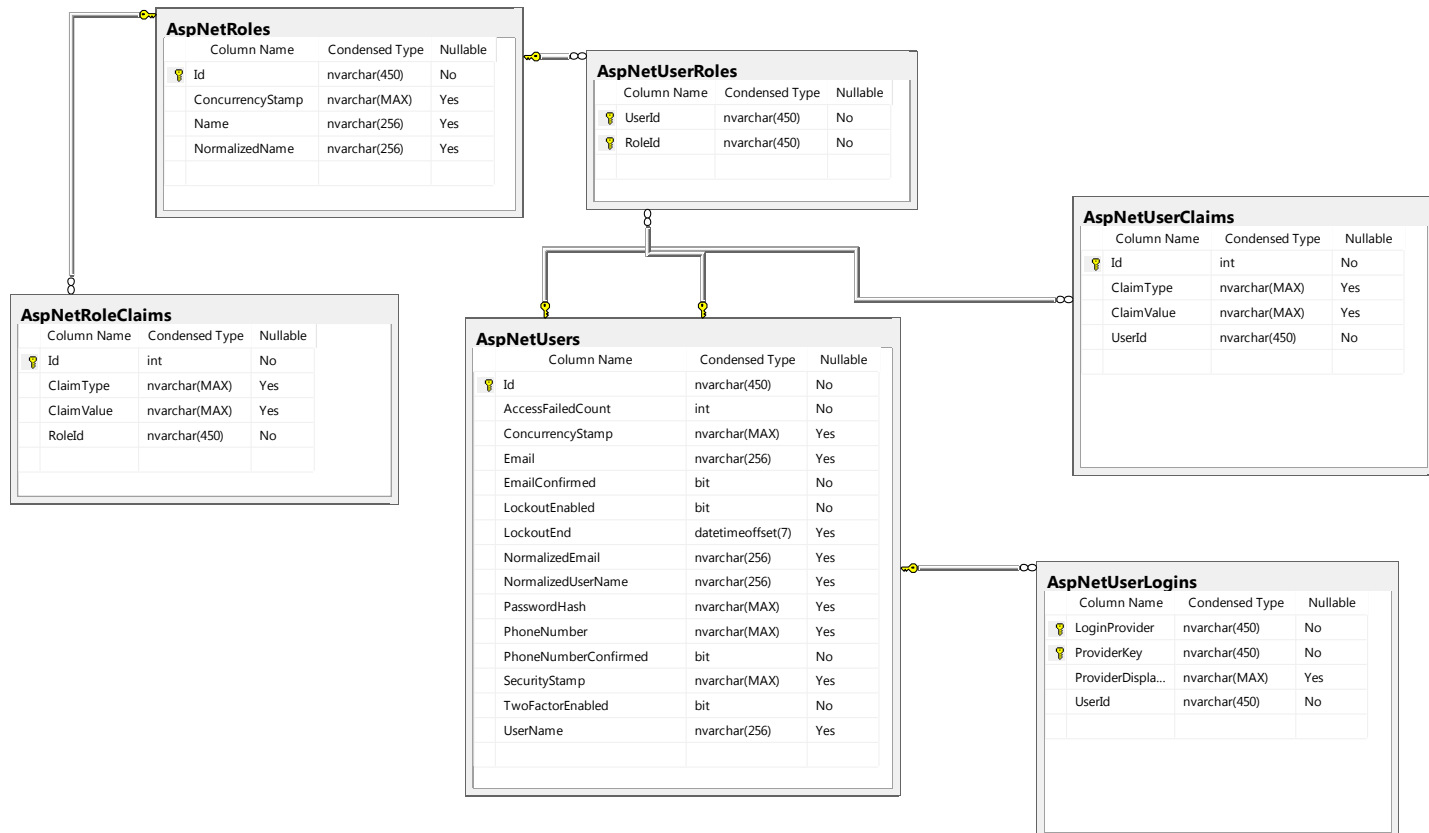 AspNetRoles
Column Name Condensed Type Nullable
Id nvarchar(450) No
ConcurrencyStamp nvarchar(MAX) Yes
Name nvarchar(256) Yes
NormalizedName nvarchar(256) Yes
AspNetUserRoles
Column Name Condensed Type Nullable
UserId nvarchar(450) No
RoleId nvarchar(450) No
AspNetUserClaims
Column Name Condensed Type Nullable
Id int No
ClaimType nvarchar(MAX) Yes
ClaimValue nvarchar(MAX) Yes
UserId nvarchar(450) No
AspNetRoleClaims
Column Name Condensed Type Nullable
Id int No
ClaimType nvarchar(MAX) Yes
ClaimValue nvarchar(MAX) Yes
RoleId nvarchar(450) No
AspNetUsers
Column Name Condensed Type Nullable
Id nvarchar(450) No
AccessFailedCount int No
ConcurrencyStamp nvarchar(MAX) Yes
Email nvarchar(256) Yes
EmailConfirmed bit No
LockoutEnabled bit No
LockoutEnd datetimeoffset(7) Yes
NormalizedEmail nvarchar(256) Yes
NormalizedUserName nvarchar(256) Yes
PasswordHash nvarchar(MAX) Yes
PhoneNumber nvarchar(MAX) Yes
PhoneNumberConfirmed bit No
SecurityStamp nvarchar(MAX) Yes
TwoFactorEnabled bit No
UserName nvarchar(256) Yes
AspNetUserLogins
Column Name Condensed Type Nullable
LoginProvider nvarchar(450) No
ProviderKey nvarchar(450) No
ProviderDispla... nvarchar(MAX) Yes
UserId nvarchar(450) No